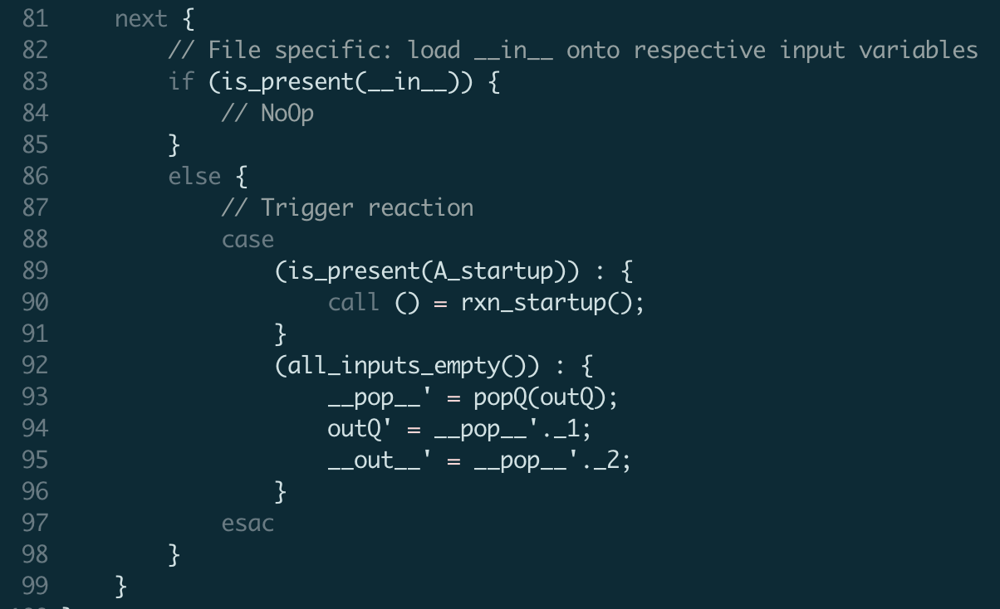 81 next {
82 // File specific: load __in__ onto respective input variables
83 if (is_present(__in__)) {
84 // NoOp
85 }
86 else {
87 // Trigger reaction
88 case
89 (is_present(A_startup)) : {
90 call () = rxn_startup();
91 }
92 (all_inputs_empty()) : {
93 __pop__' = popQ(outQ);
94 outQ' = __pop__'._1;
95 __out__' = __pop__'._2;
96 }
97 esac
98 }
99 }